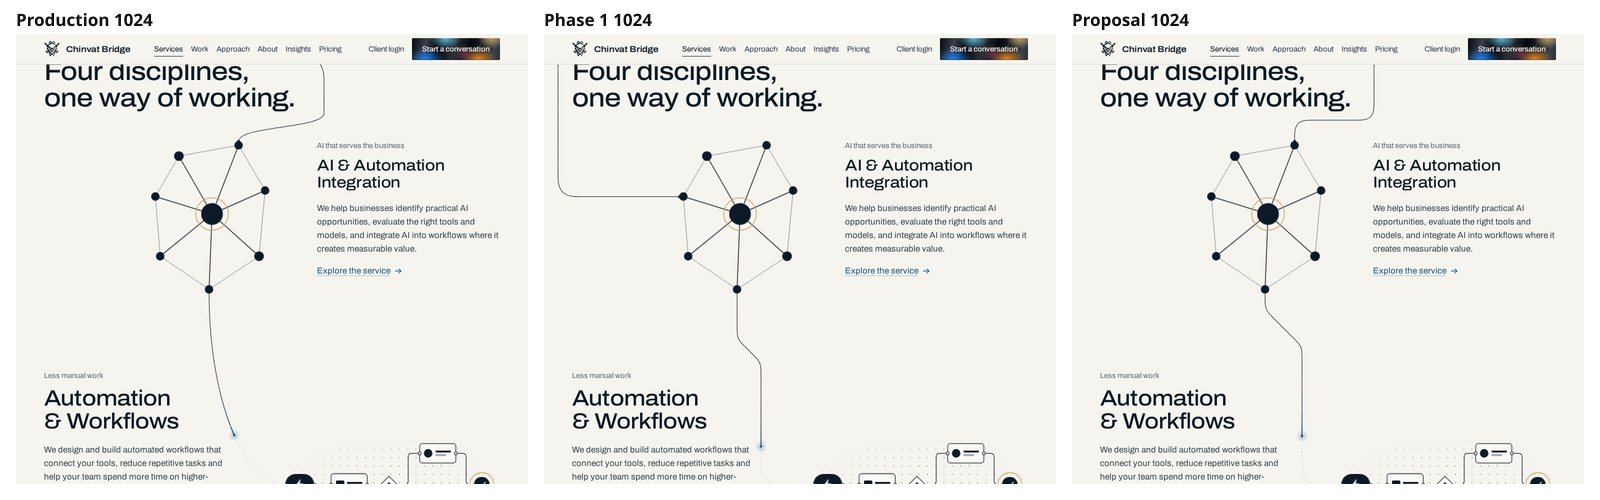 Production 1024
Chinvat Bridge Services Work Approach About Insights Pricing Client login Start a conversation
Four disciplines,
one way of working.
AI that serves the business
AI & Automation
Integration
We help businesses identify practical AI
opportunities, evaluate the right tools and
models, and integrate AI into workflows where it
creates measurable value.
Explore the service →
Less manual work
Automation
& Workflows
We design and build automated workflows that
connect your tools, reduce repetitive tasks and
help your team spend more time on higher-
Phase 1 1024
Chinvat Bridge Services Work Approach About Insights Pricing Client login Start a conversation
Four disciplines,
one way of working.
AI that serves the business
AI & Automation
Integration
We help businesses identify practical AI
opportunities, evaluate the right tools and
models, and integrate AI into workflows where it
creates measurable value.
Explore the service →
Less manual work
Automation
& Workflows
We design and build automated workflows that
connect your tools, reduce repetitive tasks and
help your team spend more time on higher-
Proposal 1024
Chinvat Bridge Services Work Approach About Insights Pricing Client login Start a conversation
Four disciplines,
one way of working.
AI that serves the business
AI & Automation
Integration
We help businesses identify practical AI
opportunities, evaluate the right tools and
models, and integrate AI into workflows where it
creates measurable value.
Explore the service →
Less manual work
Automation
& Workflows
We design and build automated workflows that
connect your tools, reduce repetitive tasks and
help your team spend more time on higher-